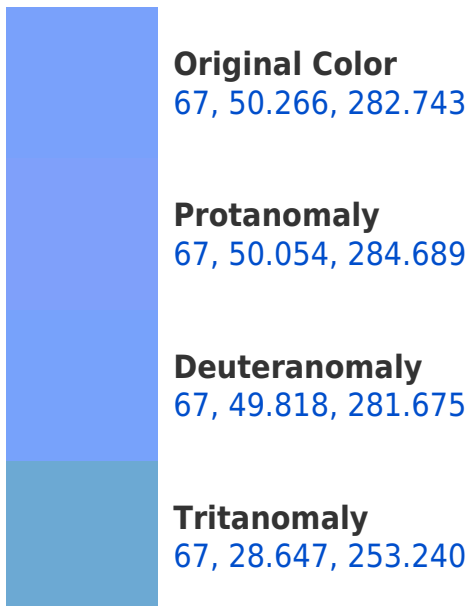 Original Color
67, 50.266, 282.743
Protanomaly
67, 50.054, 284.689
Deuteranomaly
67, 49.818, 281.675
Tritanomaly
67, 28.647, 253.240